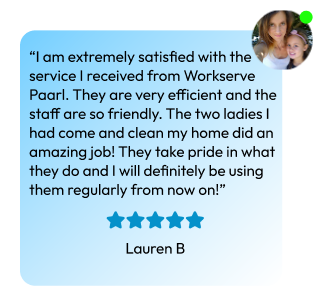 “I am extremely satisfied with the
service I received from Workserve
Paarl. They are very efficient and the
staff are so friendly. The two ladies I
had come and clean my home did an
amazing job! They take pride in what
they do and I will definitely be using
them regularly from now on!”
Lauren B